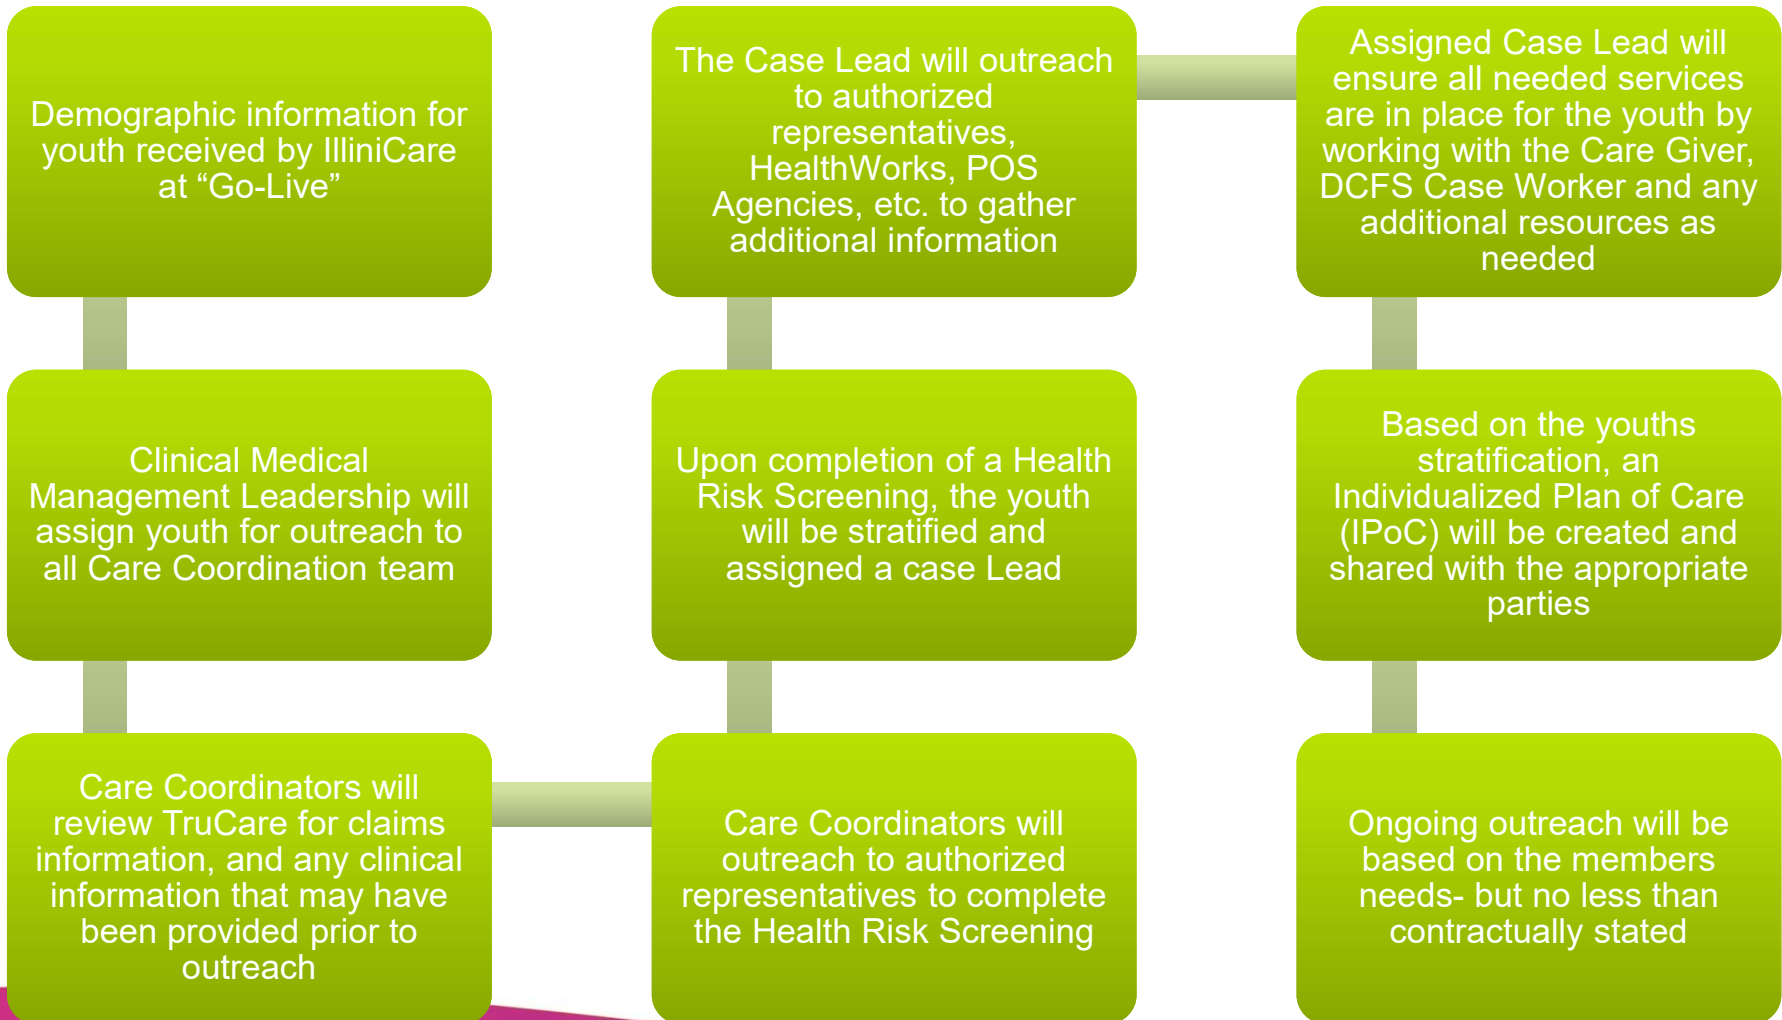 Demographic information for
youth received by IlliniCare
at “Go-Live”
Clinical Medical
Management Leadership will
assign youth for outreach to
all Care Coordination team
Care Coordinators will
review TruCare for claims
information, and any clinical
information that may have
been provided prior to
outreach
Care Coordinators will
outreach to authorized
representatives to complete
the Health Risk Screening
Upon completion of a Health
Risk Screening, the youth
will be stratified and
assigned a case Lead
The Case Lead will outreach
to authorized
representatives,
HealthWorks, POS
Agencies, etc. to gather
additional information
Assigned Case Lead will
ensure all needed services
are in place for the youth by
working with the Care Giver,
DCFS Case Worker and any
additional resources as
needed
Based on the youths
stratification, an
Individualized Plan of Care
(IPoC) will be created and
shared with the appropriate
parties
Ongoing outreach will be
based on the members
needs- but no less than
contractually stated